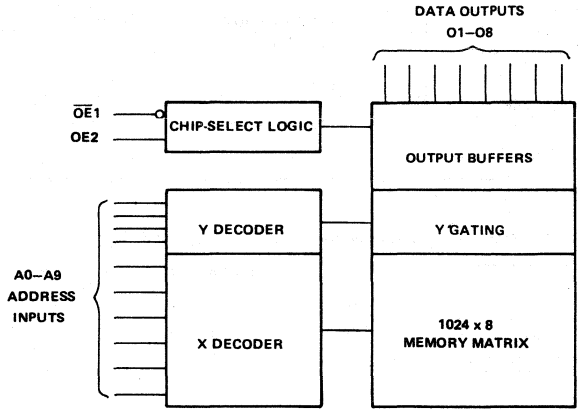 DATA OUTPUTS
O1–O8
O̅E̅1
OE2
CHIP-SELECT LOGIC
OUTPUT BUFFERS
Y DECODER
Y GATING
A0–A9
ADDRESS
INPUTS
X DECODER
1024 x 8
MEMORY MATRIX